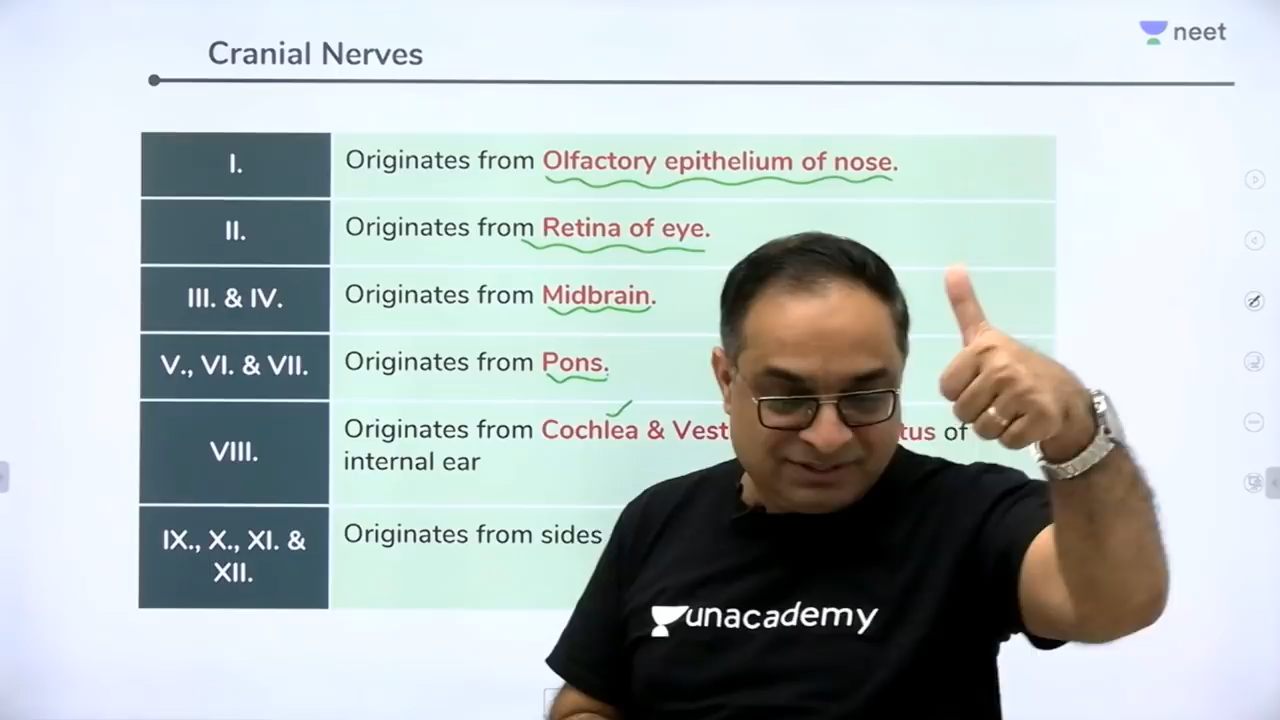 neet
Cranial Nerves
I. Originates from Olfactory epithelium of nose.
II. Originates from Retina of eye.
III. & IV. Originates from Midbrain.
V., VI. & VII. Originates from Pons.
VIII. Originates from Cochlea & of
internal ear
IX., X., XI. & XII. Originates from sides
unacademy